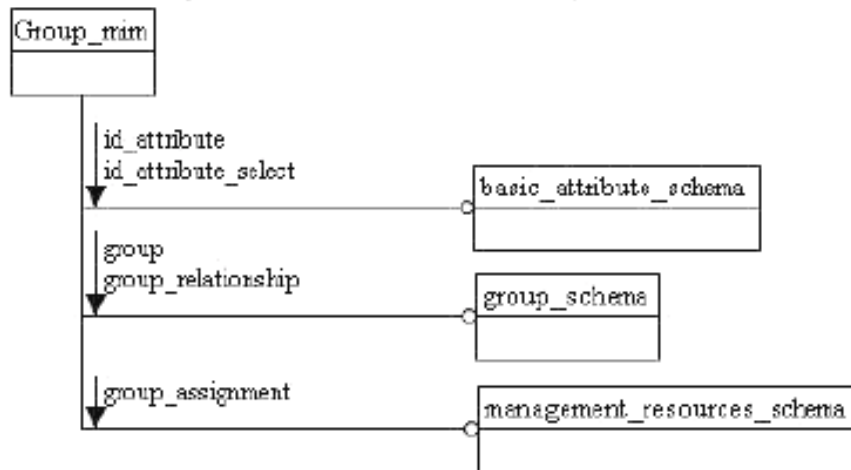 Group_mim
id_attribute
id_attribute_select
basic_attribute_schema
group
group_relationship
group_schema
group_assignment
management_resources_schema